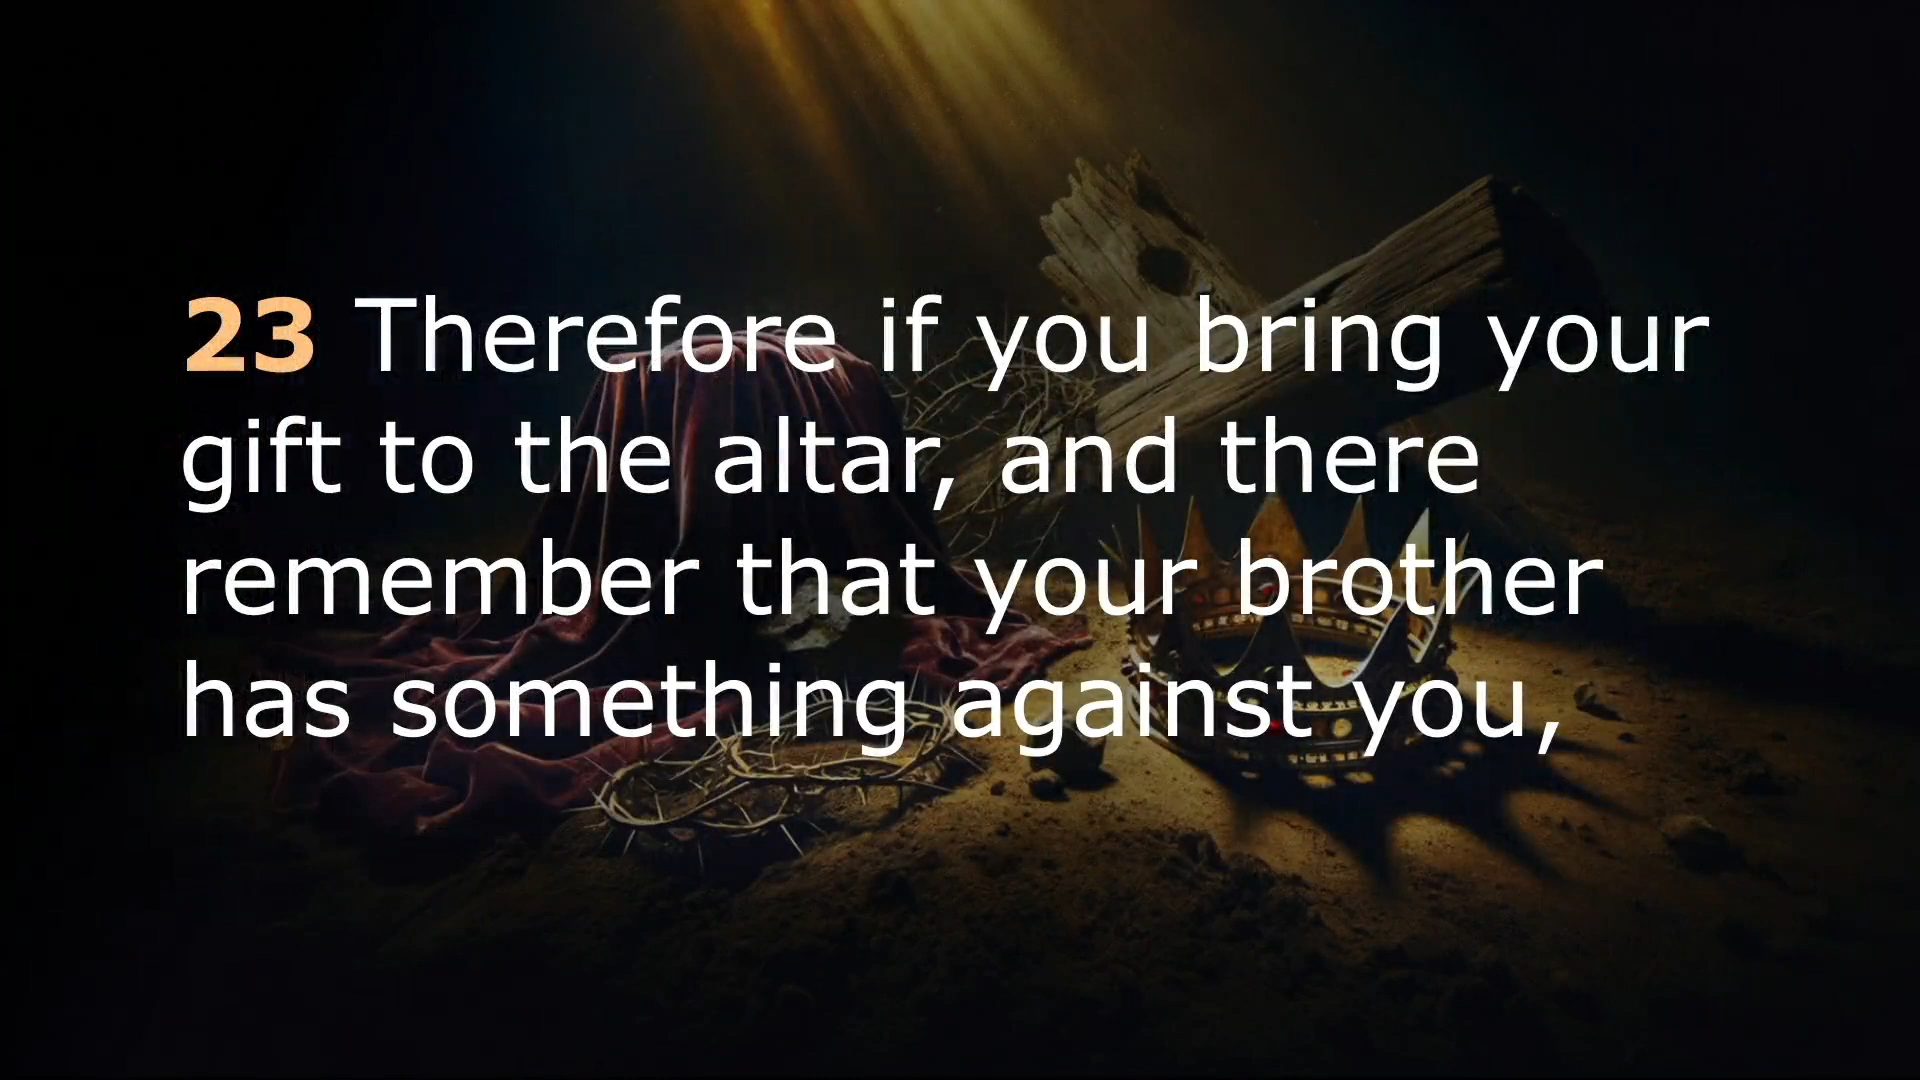 23 Therefore if you bring your
gift to the altar, and there
remember that your brother
has something against you,